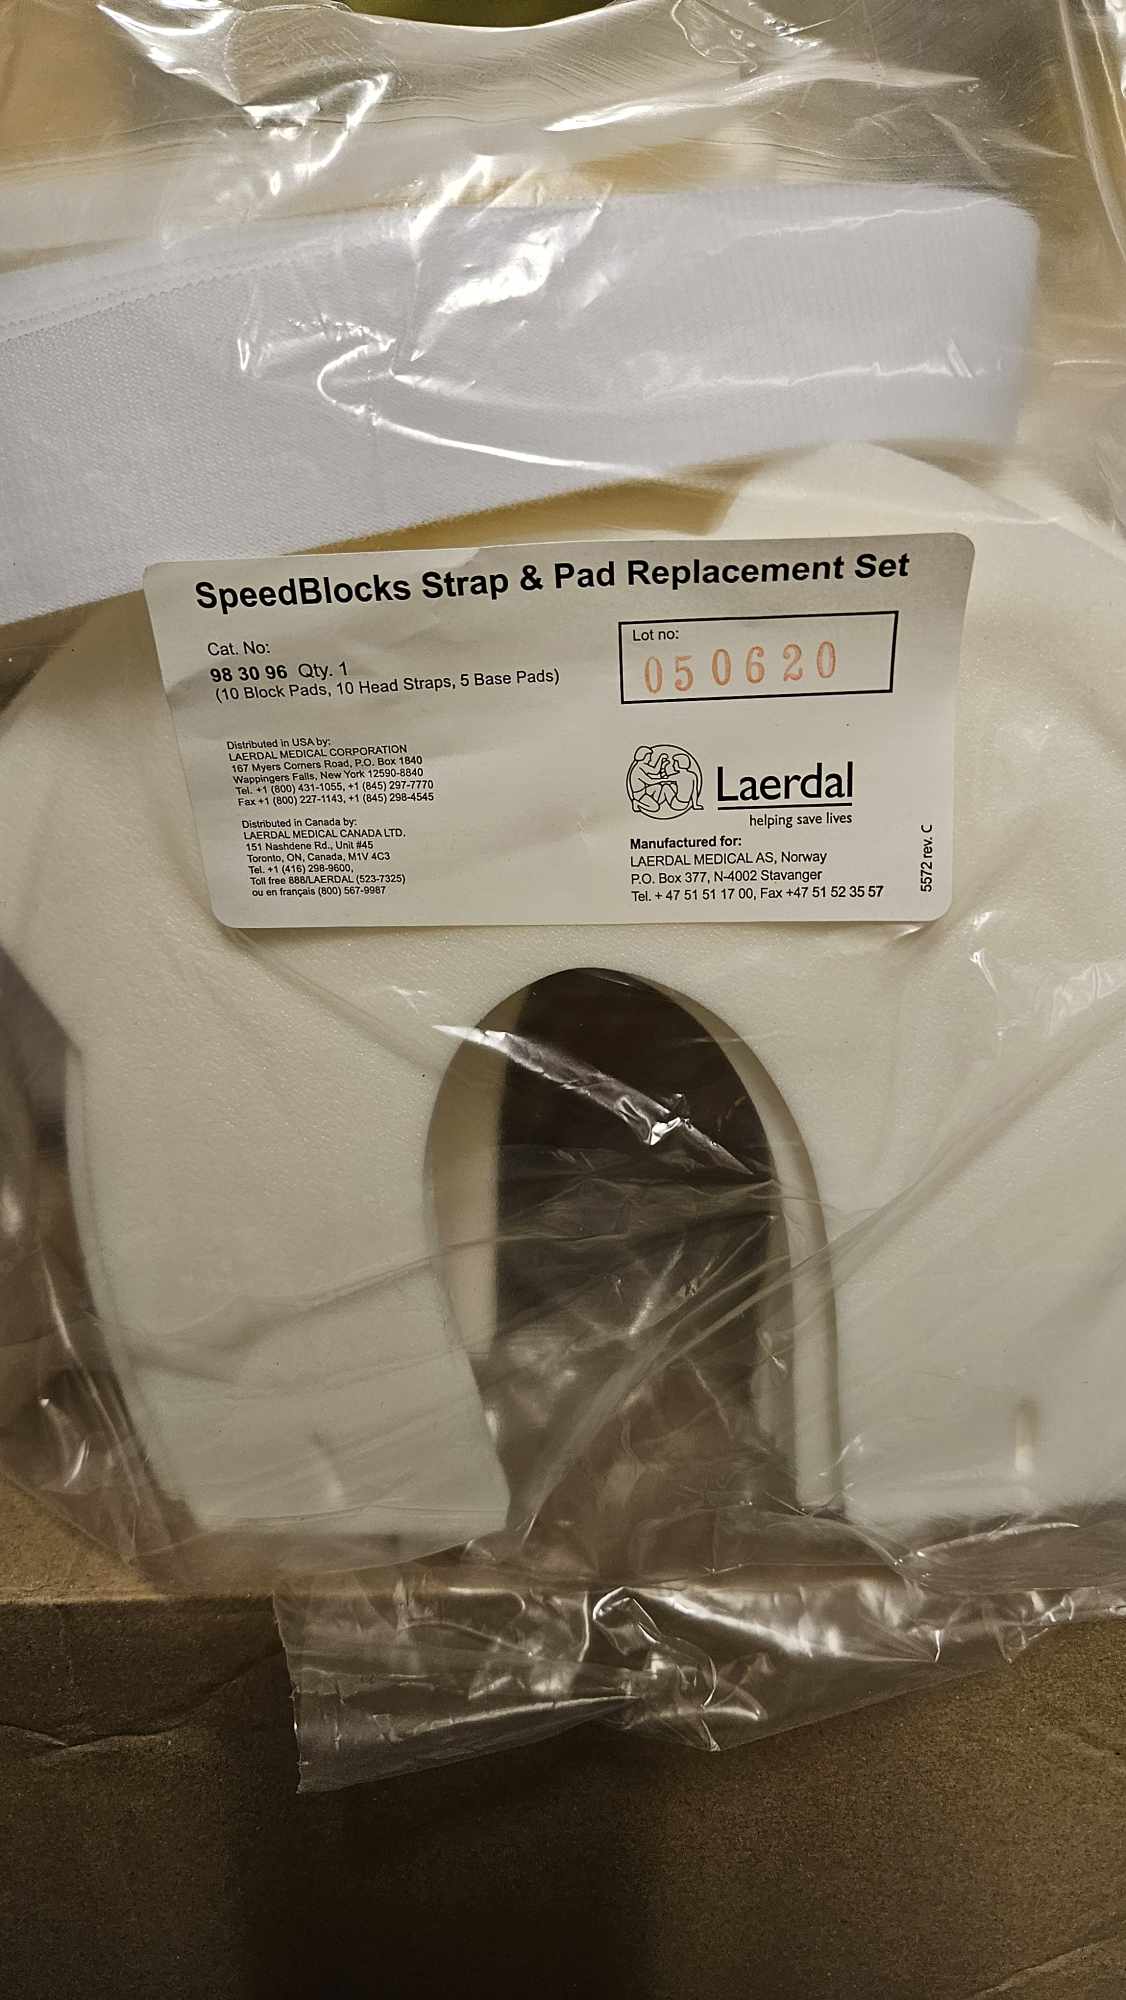 SpeedBlocks Strap & Pad Replacement Set
Cat. No:
98 30 96 Qty. 1
(10 Block Pads, 10 Head Straps, 5 Base Pads)
Lot no:
050620
Distributed in USA by:
LAERDAL MEDICAL CORPORATION
167 Myers Corners Road, P.O. Box 1840
Wappingers Falls, New York 12590-8840
Tel. +1 (800) 431-1055, +1 (845) 297-7770
Fax +1 (800) 227-1143, +1 (845) 298-4545
Distributed in Canada by:
LAERDAL MEDICAL CANADA LTD.
151 Nashdene Rd., Unit #45
Toronto, ON, Canada, M1V 4C3
Tel. +1 (416) 298-9600,
Toll free 888/LAERDAL (523-7325)
ou en français (800) 567-9987
Laerdal
helping save lives
Manufactured for:
LAERDAL MEDICAL AS, Norway
P.O. Box 377, N-4002 Stavanger
Tel. + 47 51 51 17 00, Fax +47 51 52 35 57
5572 rev. C